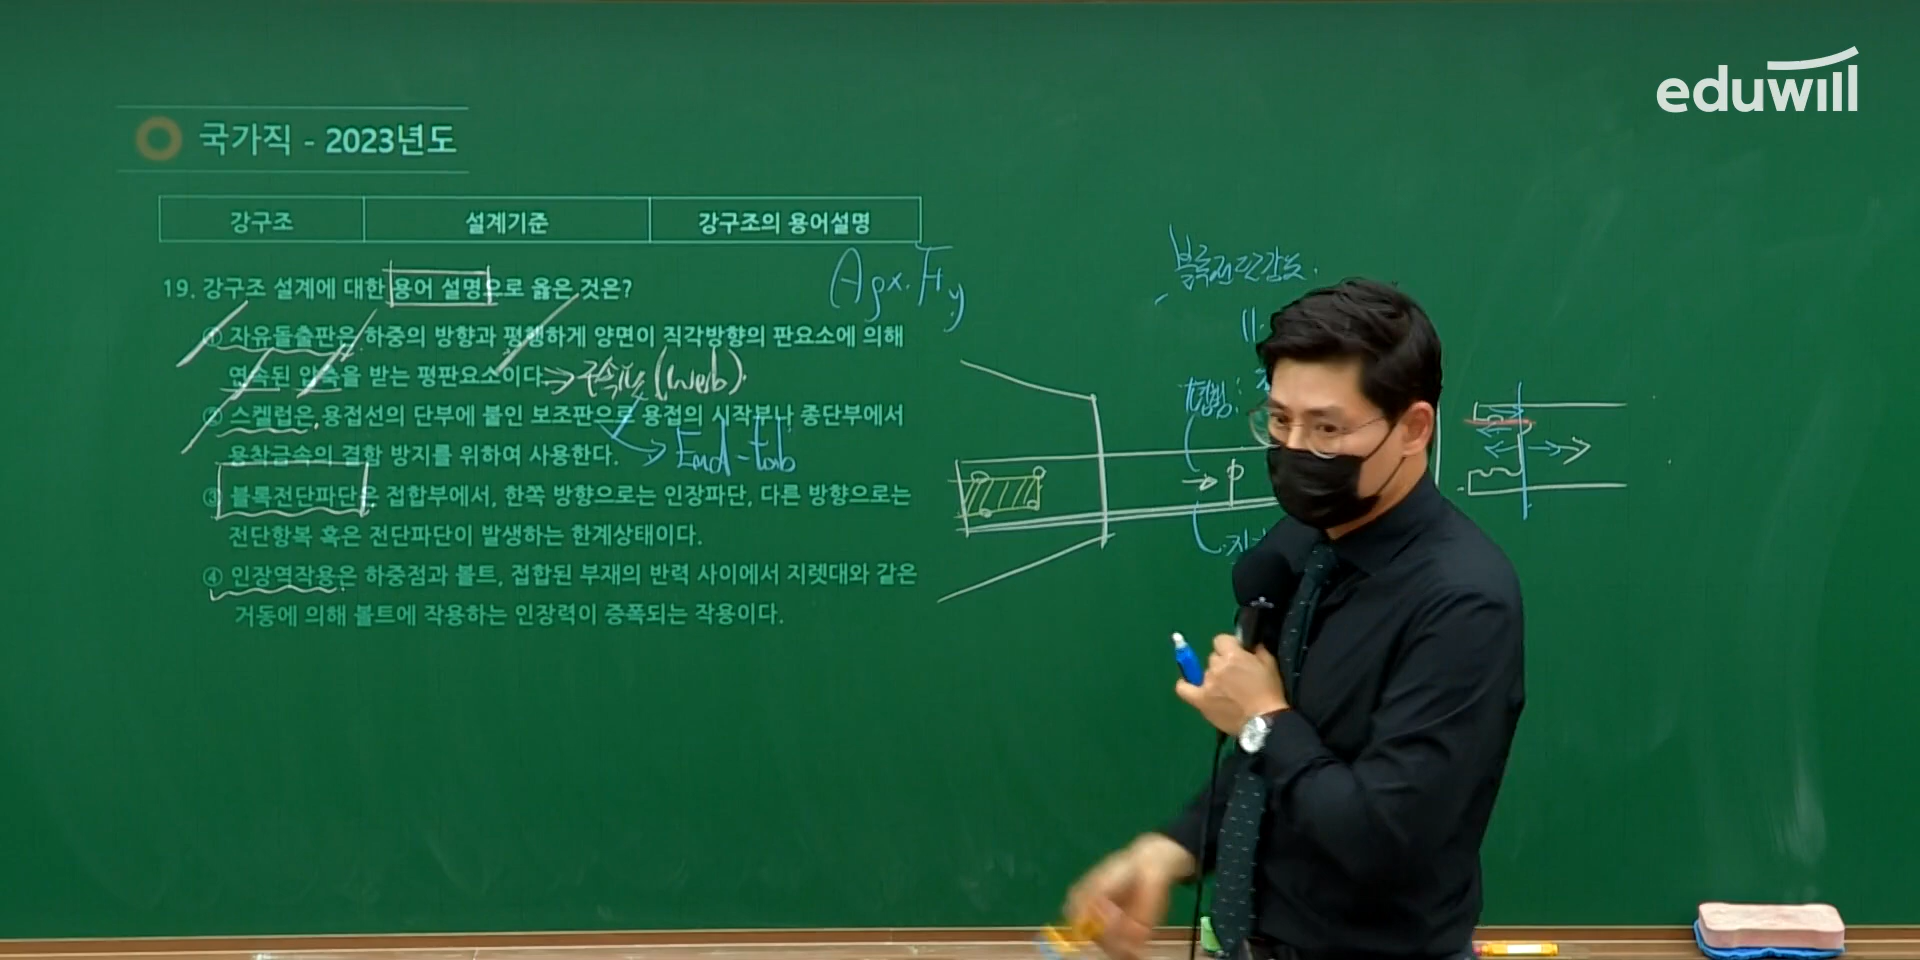 eduwill
국가직 - 2023년도
강구조 설계기준 강구조의 용어설명
Agx. Fy
블록전단강도.
19. 강구조 설계에 대한 용어 설명으로 옳은 것은?
① 자유돌출판은 하중의 방향과 평행하게 양면이 직각방향의 판요소에 의해
연속된 압축을 받는 평판요소이다.
(web).
② 스켈럽은 용접선의 단부에 붙인 보조판으로 용접의 시작부나 종단부에서
용착금속의 결함 방지를 위하여 사용한다.
End-Tab
③ 블록전단파단은 접합부에서, 한쪽 방향으로는 인장파단, 다른 방향으로는
전단항복 혹은 전단파단이 발생하는 한계상태이다.
P
④ 인장역작용은 하중점과 볼트, 접합된 부재의 반력 사이에서 지렛대와 같은
거동에 의해 볼트에 작용하는 인장력이 증폭되는 작용이다.